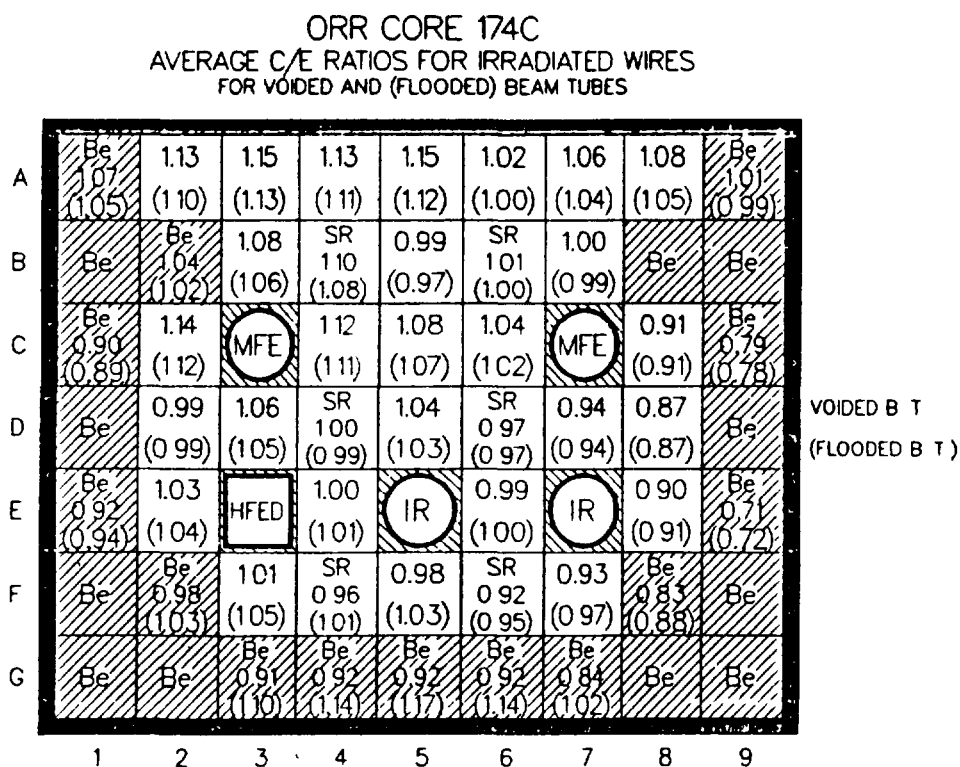 ORR CORE 174C
AVERAGE C/E RATIOS FOR IRRADIATED WIRES
FOR VOIDED AND (FLOODED) BEAM TUBES
A
Be 1.07 (1.05)
1.13 (1 10)
1.15 (1.13)
1.13 (1 11)
1.15 (1.12)
1.02 (1.00)
1.06 (1.04)
1.08 (1.05)
Be 1,01 (0 99)
B
Be
Be 1.04 (1.02)
1.08 (1 06)
SR 1 10 (1.08)
0.99 (0.97)
SR 1 01 (1.00)
1.00 (0 99)
Be
Be
C
Be 0.90 (0.89)
1.14 (1 12)
MFE
1 12 (1 11)
1.08 (1 07)
1.04 (1 02)
MFE
0.91 (0.91)
Be 0.79 (0.78)
D
Be
0.99 (0 99)
1.06 (1 05)
SR 1 00 (0 99)
1.04 (1 03)
SR 0 97 (0 97)
0.94 (0 94)
0.87 (0.87)
Be
VOIDED B T
(FLOODED B T )
E
Be 0 92 (0.94)
1.03 (1 04)
HFED
1.00 (1 01)
IR
0.99 (1 00)
IR
0.90 (0 91)
Be 0.71 (0.72)
F
Be
Be 0.98 (1.03)
1 01 (1 05)
SR 0 96 (1 01)
0.98 (1.03)
SR 0 92 (0 95)
0.93 (0 97)
Be 0.83 (0.88)
Be
G
Be
Be
Be 0.91 (1.10)
Be 0.92 (1.14)
Be 0.92 (1.17)
Be 0.92 (1.14)
Be 0.84 (1.02)
Be
Be
1 2 3 4 5 6 7 8 9